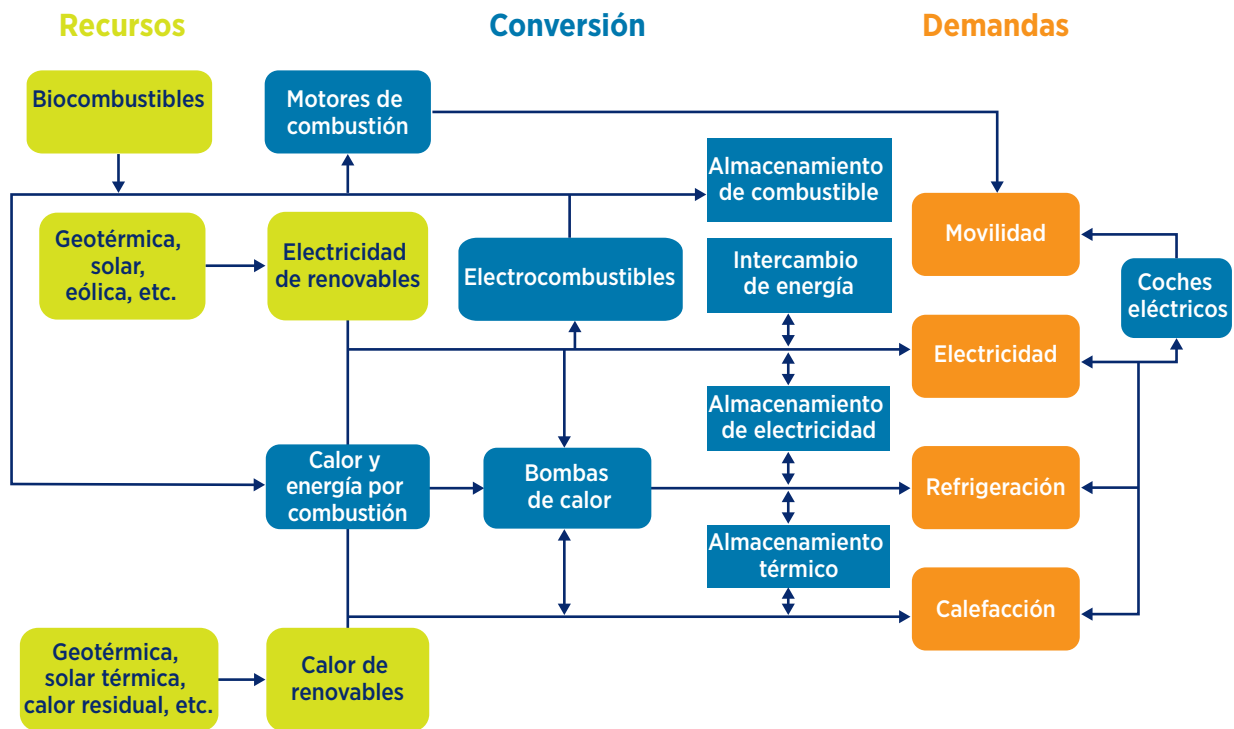 Recursos
Conversión
Demandas
Biocombustibles
Motores de
combustión
Almacenamiento
de combustible
Geotérmica,
solar,
eólica, etc.
Electricidad
de renovables
Electrocombustibles
Intercambio
de energía
Movilidad
Coches
eléctricos
Electricidad
Almacenamiento
de electricidad
Calor y
energía por
combustión
Bombas
de calor
Refrigeración
Almacenamiento
térmico
Calefacción
Geotérmica,
solar térmica,
calor residual, etc.
Calor de
renovables